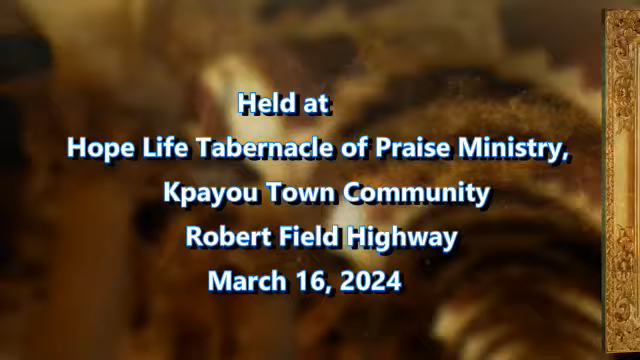 Held at
Hope Life Tabernacle of Praise Ministry,
Kpayou Town Community
Robert Field Highway
March 16, 2024